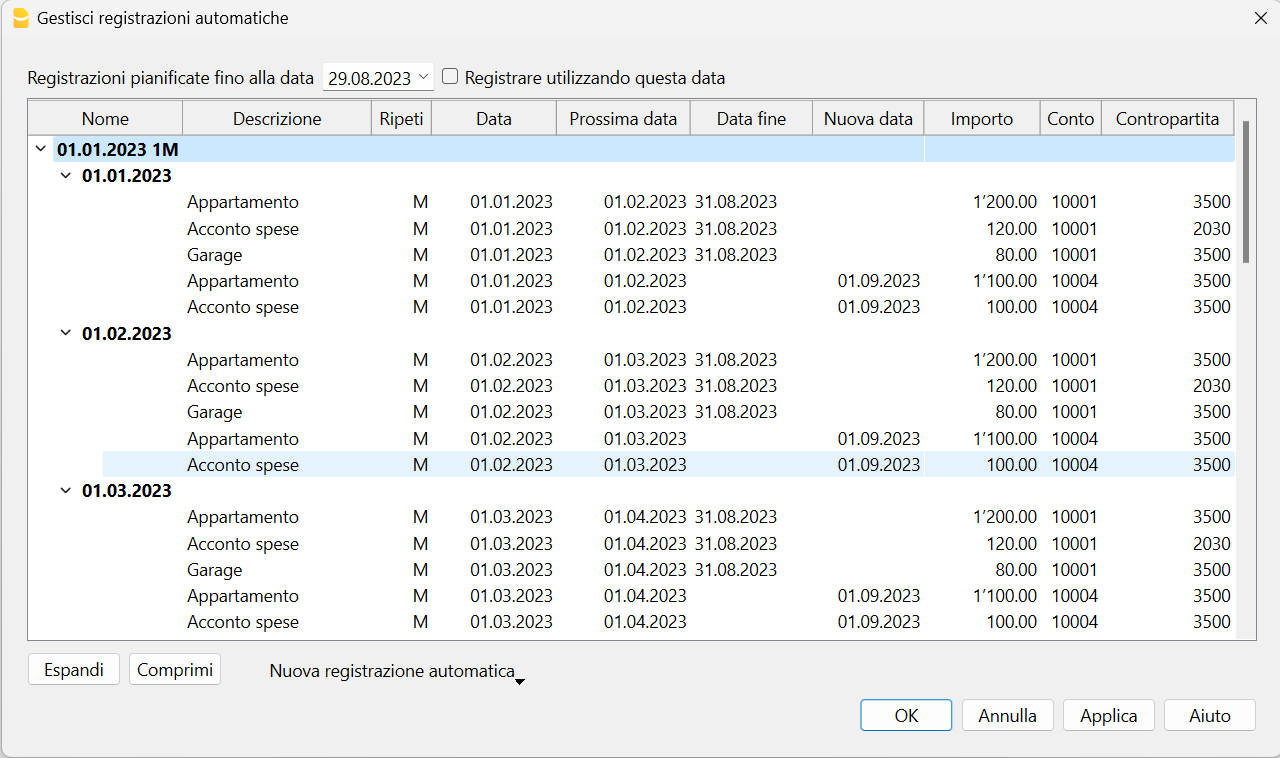 Gestisci registrazioni automatiche
Registrazioni pianificate fino alla data 29.08.2023 Registrare utilizzando questa data
Nome Descrizione Ripeti Data Prossima data Data fine Nuova data Importo Conto Contropartita
01.01.2023 1M
01.01.2023
Appartamento M 01.01.2023 01.02.2023 31.08.2023 1’200.00 10001 3500
Acconto spese M 01.01.2023 01.02.2023 31.08.2023 120.00 10001 2030
Garage M 01.01.2023 01.02.2023 31.08.2023 80.00 10001 3500
Appartamento M 01.01.2023 01.02.2023 01.09.2023 1’100.00 10004 3500
Acconto spese M 01.01.2023 01.02.2023 01.09.2023 100.00 10004 3500
01.02.2023
Appartamento M 01.02.2023 01.03.2023 31.08.2023 1’200.00 10001 3500
Acconto spese M 01.02.2023 01.03.2023 31.08.2023 120.00 10001 2030
Garage M 01.02.2023 01.03.2023 31.08.2023 80.00 10001 3500
Appartamento M 01.02.2023 01.03.2023 01.09.2023 1’100.00 10004 3500
Acconto spese M 01.02.2023 01.03.2023 01.09.2023 100.00 10004 3500
01.03.2023
Appartamento M 01.03.2023 01.04.2023 31.08.2023 1’200.00 10001 3500
Acconto spese M 01.03.2023 01.04.2023 31.08.2023 120.00 10001 2030
Garage M 01.03.2023 01.04.2023 31.08.2023 80.00 10001 3500
Appartamento M 01.03.2023 01.04.2023 01.09.2023 1’100.00 10004 3500
Acconto spese M 01.03.2023 01.04.2023 01.09.2023 100.00 10004 3500
Espandi Comprimi Nuova registrazione automatica
OK Annulla Applica Aiuto